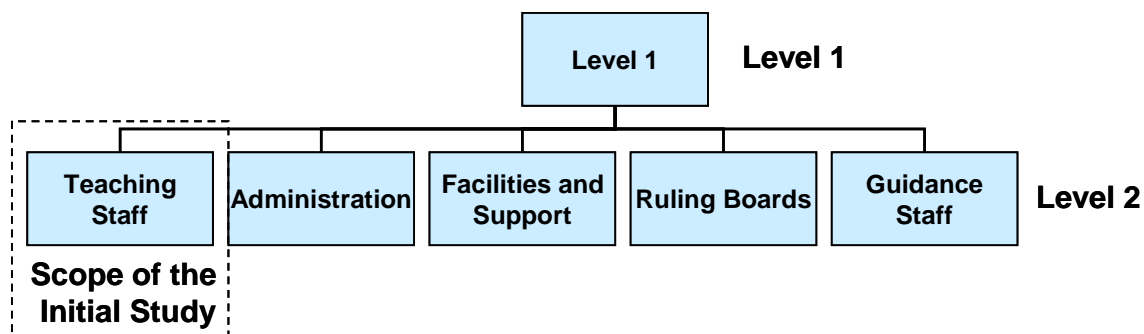 Level 1
Level 1
Teaching
Staff
Administration
Facilities and
Support
Ruling Boards
Guidance
Staff
Level 2
Scope of the
Initial Study